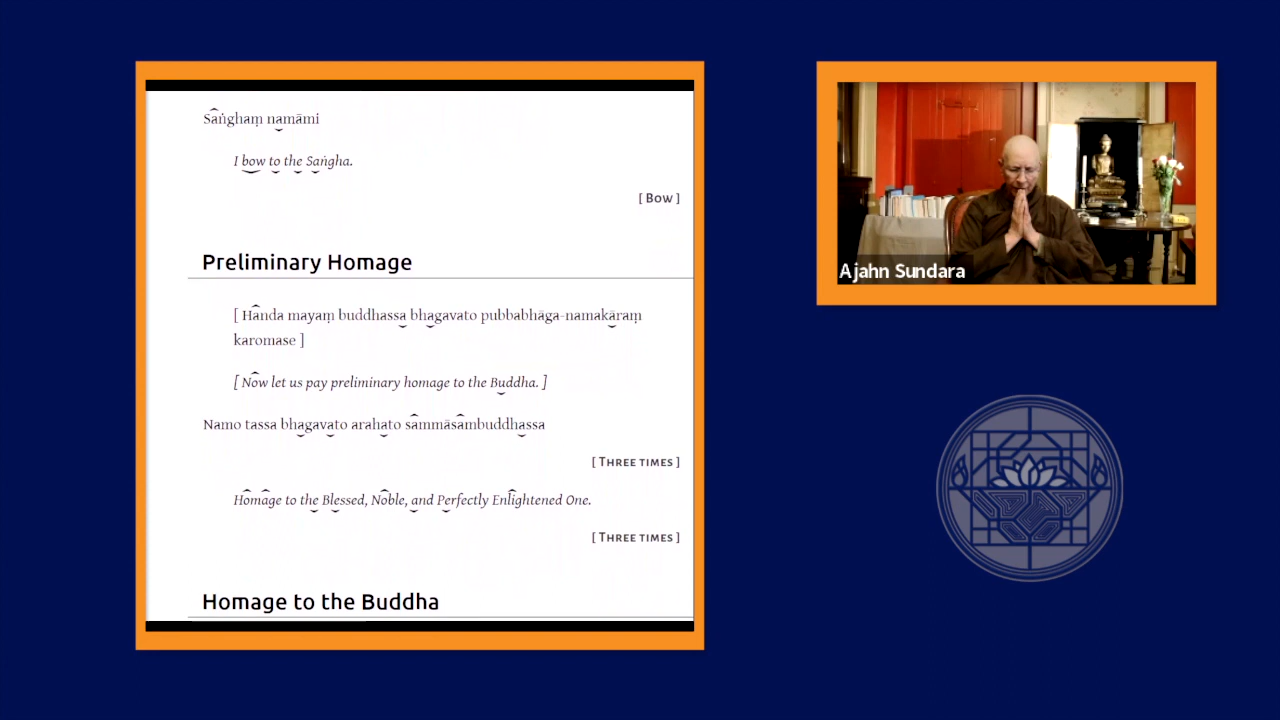 Saṅghaṃ namāmi
I bow to the Saṅgha.
[ Bow ]
Preliminary Homage
[ Handa mayaṃ buddhassa bhagavato pubbabhāga-namakāraṃ
karomase ]
[ Now let us pay preliminary homage to the Buddha. ]
Namo tassa bhagavato arahato sammāsambuddhassa
[ Three times ]
Homage to the Blessed, Noble, and Perfectly Enlightened One.
[ Three times ]
Homage to the Buddha
Ajahn Sundara